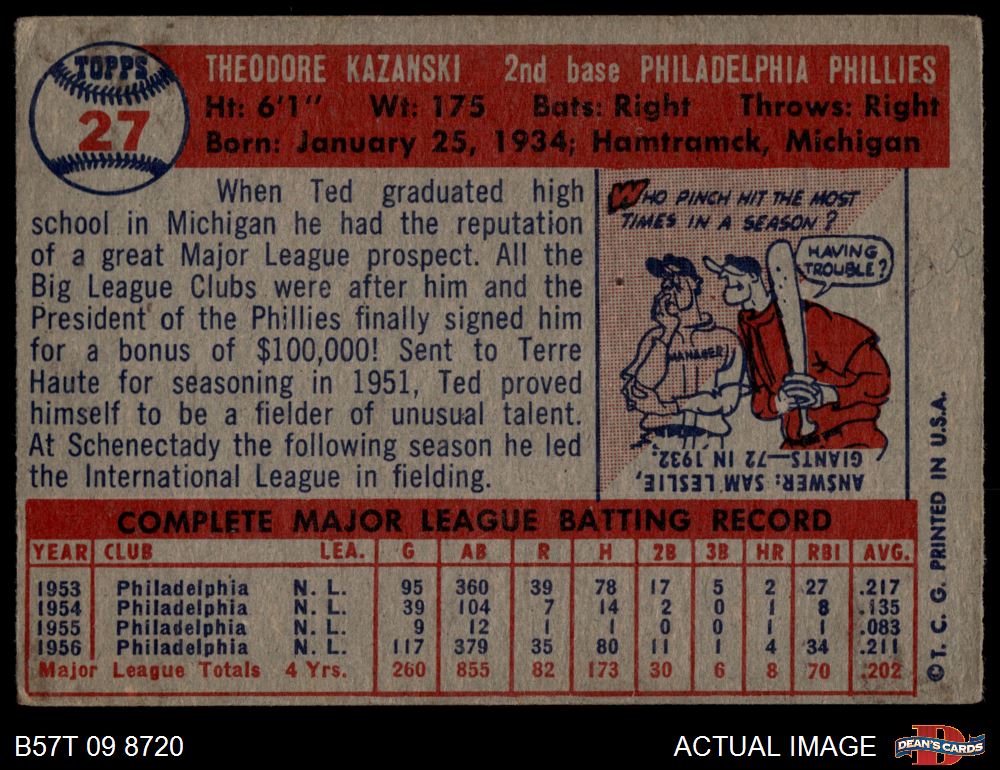 TOPPS
27
THEODORE KAZANSKI 2nd base PHILADELPHIA PHILLIES
Ht: 6'1" Wt: 175 Bats: Right Throws: Right
Born: January 25, 1934; Hamtramck, Michigan
When Ted graduated high
school in Michigan he had the reputation
of a great Major League prospect. All the
Big League Clubs were after him and the
President of the Phillies finally signed him
for a bonus of $100,000! Sent to Terre
Haute for seasoning in 1951, Ted proved
himself to be a fielder of unusual talent.
At Schenectady the following season he led
the International League in fielding.
WHO PINCH HIT THE MOST
TIMES IN A SEASON?
HAVING
TROUBLE?
MANAGER
ANSWER: SAM LESLIE,
GIANTS—72 IN 1932.
COMPLETE MAJOR LEAGUE BATTING RECORD
YEAR CLUB LEA. G AB R H 2B 3B HR RBI AVG.
1953 Philadelphia N. L. 95 360 39 78 17 5 2 27 .217
1954 Philadelphia N. L. 39 104 7 14 2 0 1 8 .135
1955 Philadelphia N. L. 9 12 1 1 0 0 1 1 .083
1956 Philadelphia N. L. 117 379 35 80 11 1 4 34 .211
Major League Totals 4 Yrs. 260 855 82 173 30 6 8 70 .202
©T. C. G. PRINTED IN U.S.A.
B57T 09 8720
ACTUAL IMAGE
DEAN'S CARDS